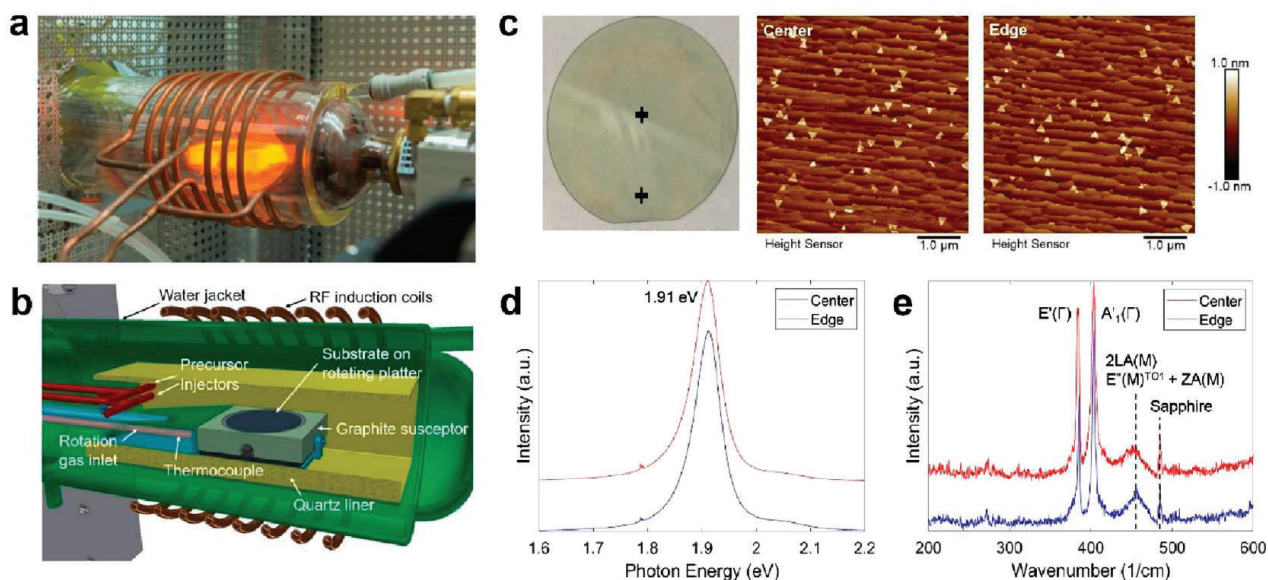 a
b
Water jacket
RF induction coils
Precursor
Injectors
Substrate on
rotating platter
Rotation
gas inlet
Thermocouple
Graphite susceptor
Quartz liner
c
Center
Height Sensor
1.0 µm
Edge
Height Sensor
1.0 µm
1.0 nm
-1.0 nm
d
1.91 eV
Center
Edge
Intensity (a.u.)
1.6 1.7 1.8 1.9 2 2.1 2.2
Photon Energy (eV)
e
E'(Γ)
A'₁(Γ)
Center
Edge
2LA(M)
E"(M)ᵀᴼ¹ + ZA(M)
Sapphire
Intensity (a.u.)
200 300 400 500 600
Wavenumber (1/cm)